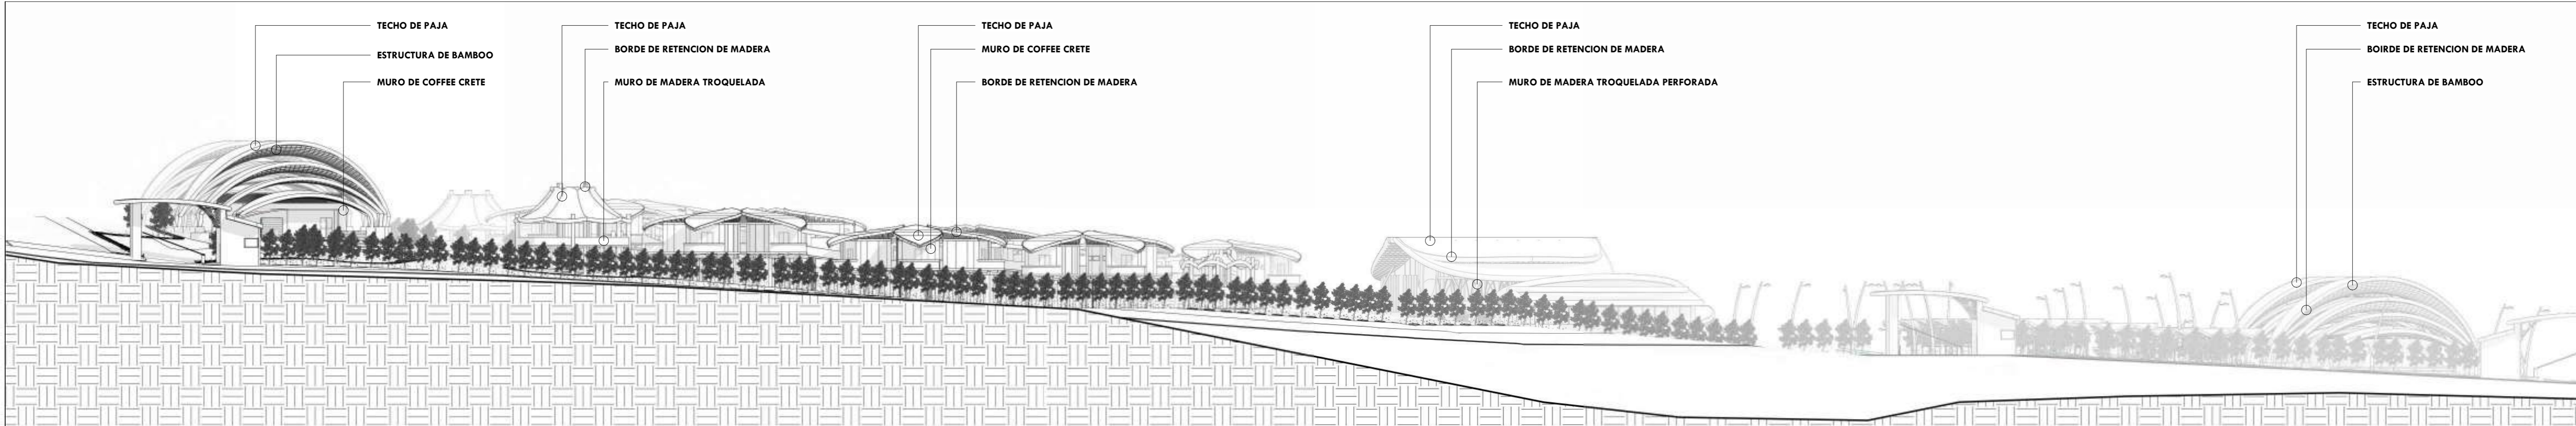 TECHO DE PAJA
ESTRUCTURA DE BAMBOO
MURO DE COFFEE CRETE
TECHO DE PAJA
BORDE DE RETENCION DE MADERA
MURO DE MADERA TROQUELADA
TECHO DE PAJA
MURO DE COFFEE CRETE
BORDE DE RETENCION DE MADERA
TECHO DE PAJA
BORDE DE RETENCION DE MADERA
MURO DE MADERA TROQUELADA PERFORADA
TECHO DE PAJA
BOIRDE DE RETENCION DE MADERA
ESTRUCTURA DE BAMBOO